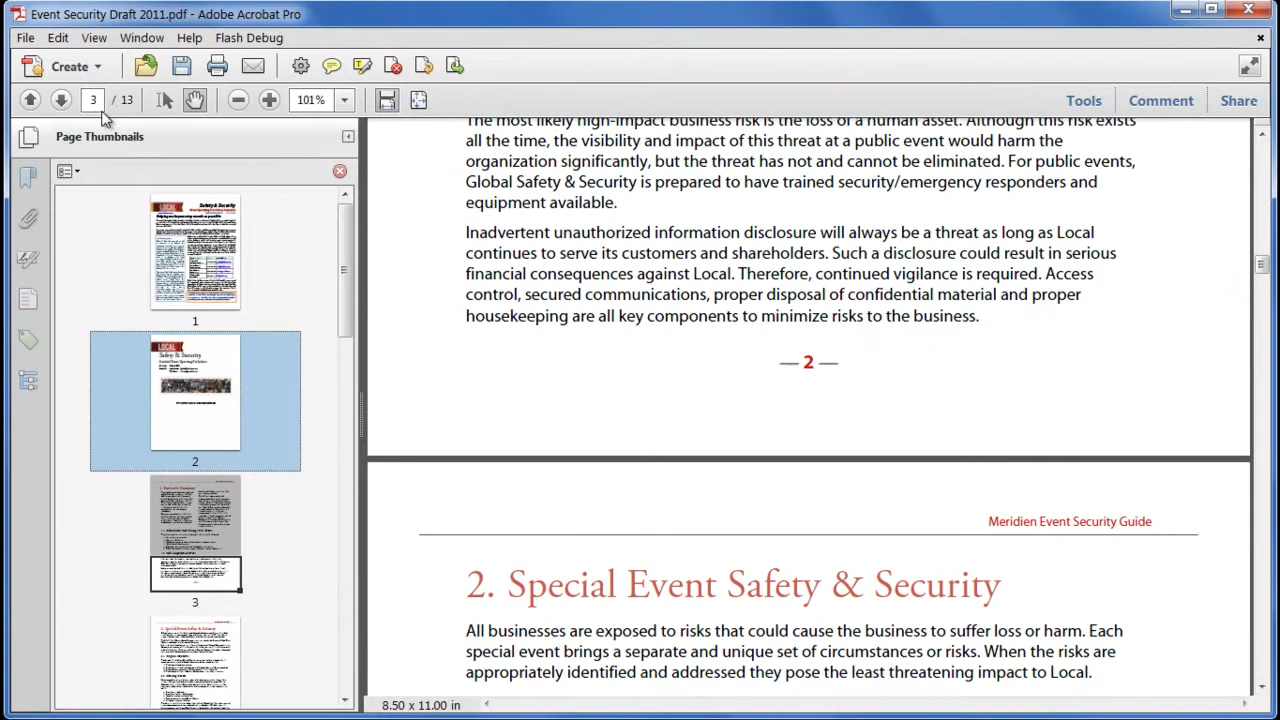 Event Security Draft 2011.pdf - Adobe Acrobat Pro
File Edit View Window Help Flash Debug
Create
3 / 13 101% Tools Comment Share
Page Thumbnails
LOCAL Safety & Security
1
LOCAL
Safety & Security
2
3
The most likely high-impact business risk is the loss of a human asset. Although this risk exists
all the time, the visibility and impact of this threat at a public event would harm the
organization significantly, but the threat has not and cannot be eliminated. For public events,
Global Safety & Security is prepared to have trained security/emergency responders and
equipment available.
Inadvertent unauthorized information disclosure will always be a threat as long as Local
continues to serve its customers and shareholders. Such a disclosure could result in serious
financial consequences against Local. Therefore, continued vigilance is required. Access
control, secured communications, proper disposal of confidential material and proper
housekeeping are all key components to minimize risks to the business.
— 2 —
Meridien Event Security Guide
2. Special Event Safety & Security
All businesses are exposed to risks that could cause the business to suffer loss or harm. Each
special event brings a separate and unique set of circumstances or risks. When the risks are
appropriately identified and addressed they pose the least threatening impact to Local.
8.50 x 11.00 in